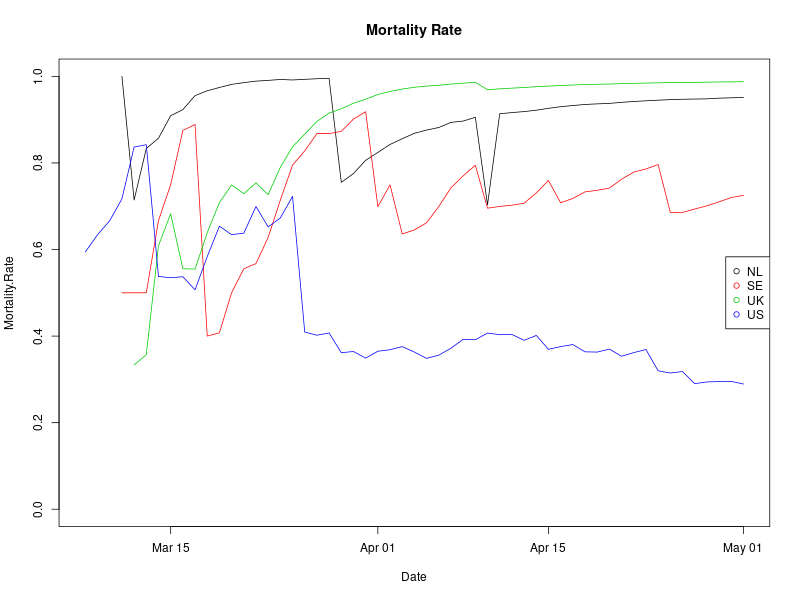 Mortality Rate
Mortality.Rate
1.0
0.8
0.6
0.4
0.2
0.0
NL
SE
UK
US
Mar 15
Apr 01
Apr 15
May 01
Date